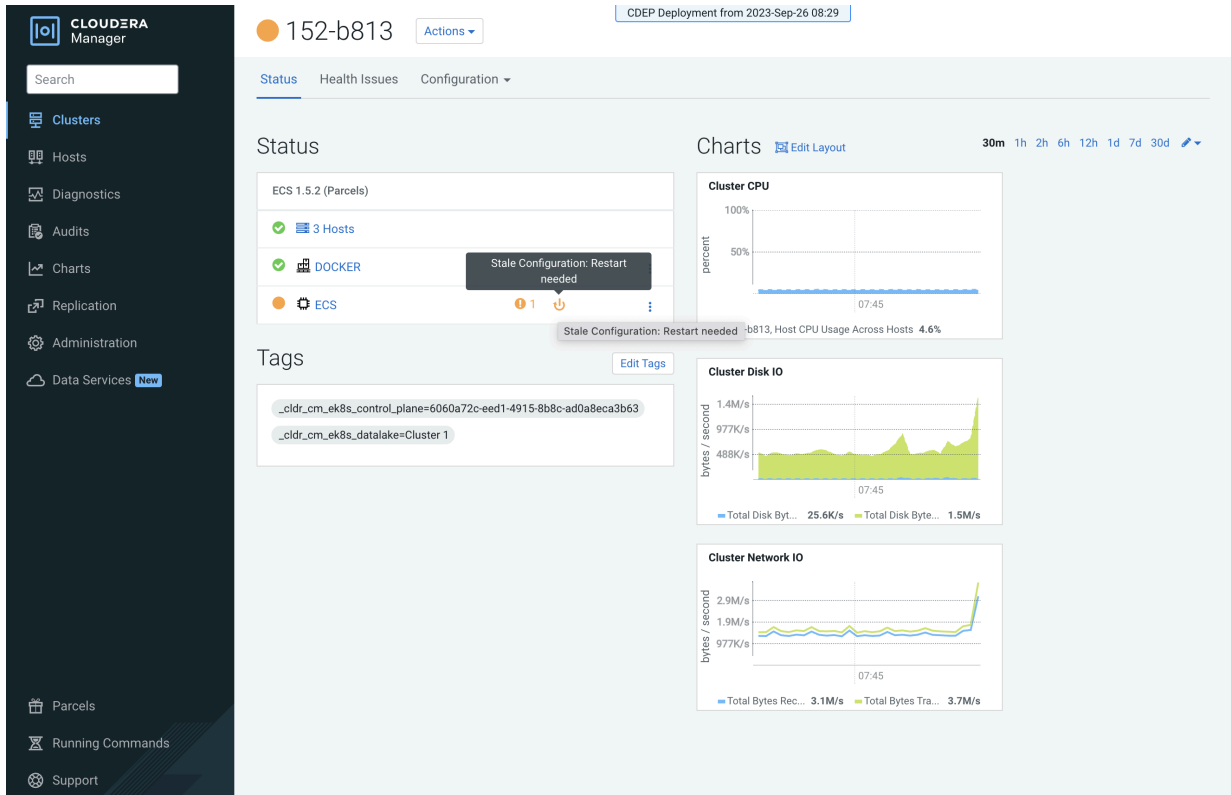 CLOUDERA
Manager
Search
Clusters
Hosts
Diagnostics
Audits
Charts
Replication
Administration
Data Services New
Parcels
Running Commands
Support
CDEP Deployment from 2023-Sep-26 08:29
152-b813
Actions
Status Health Issues Configuration
Status
ECS 1.5.2 (Parcels)
3 Hosts
DOCKER
Stale Configuration: Restart
needed
ECS 1
Stale Configuration: Restart needed
Tags
Edit Tags
_cldr_cm_ek8s_control_plane=6060a72c-eed1-4915-8b8c-ad0a8eca3b63
_cldr_cm_ek8s_datalake=Cluster 1
Charts Edit Layout
30m 1h 2h 6h 12h 1d 7d 30d
Cluster CPU
percent
100%
50%
07:45
-b813, Host CPU Usage Across Hosts 4.6%
Cluster Disk IO
bytes / second
1.4M/s
977K/s
488K/s
07:45
Total Disk Byt... 25.6K/s Total Disk Byte... 1.5M/s
Cluster Network IO
bytes / second
2.9M/s
1.9M/s
977K/s
07:45
Total Bytes Rec... 3.1M/s Total Bytes Tra... 3.7M/s